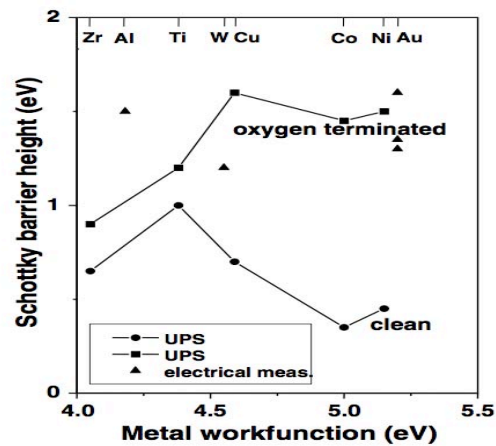 2
Zr Al Ti W Cu Co Ni Au
oxygen terminated
1
clean
UPS
UPS
electrical meas.
0
4.0 4.5 5.0 5.5
Metal workfunction (eV)
Schottky barrier height (eV)